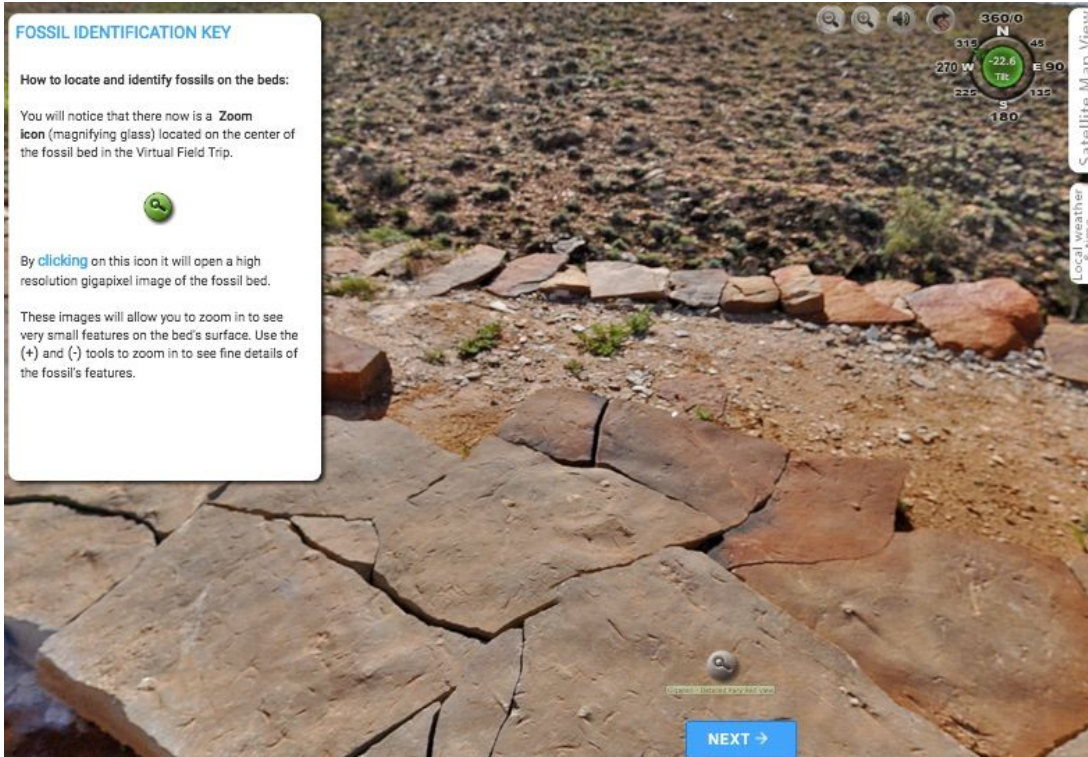 FOSSIL IDENTIFICATION KEY
How to locate and identify fossils on the beds:
You will notice that there now is a Zoom
icon (magnifying glass) located on the center of
the fossil bed in the Virtual Field Trip.
By clicking on this icon it will open a high
resolution gigapixel image of the fossil bed.
These images will allow you to zoom in to see
very small features on the bed's surface. Use the
(+) and (-) tools to zoom in to see fine details of
the fossil's features.
360/0
N
315
45
270 W
-22.6
E 90
Tilt
225
135
S
180
Satellite Map View
Local weather
NEXT →